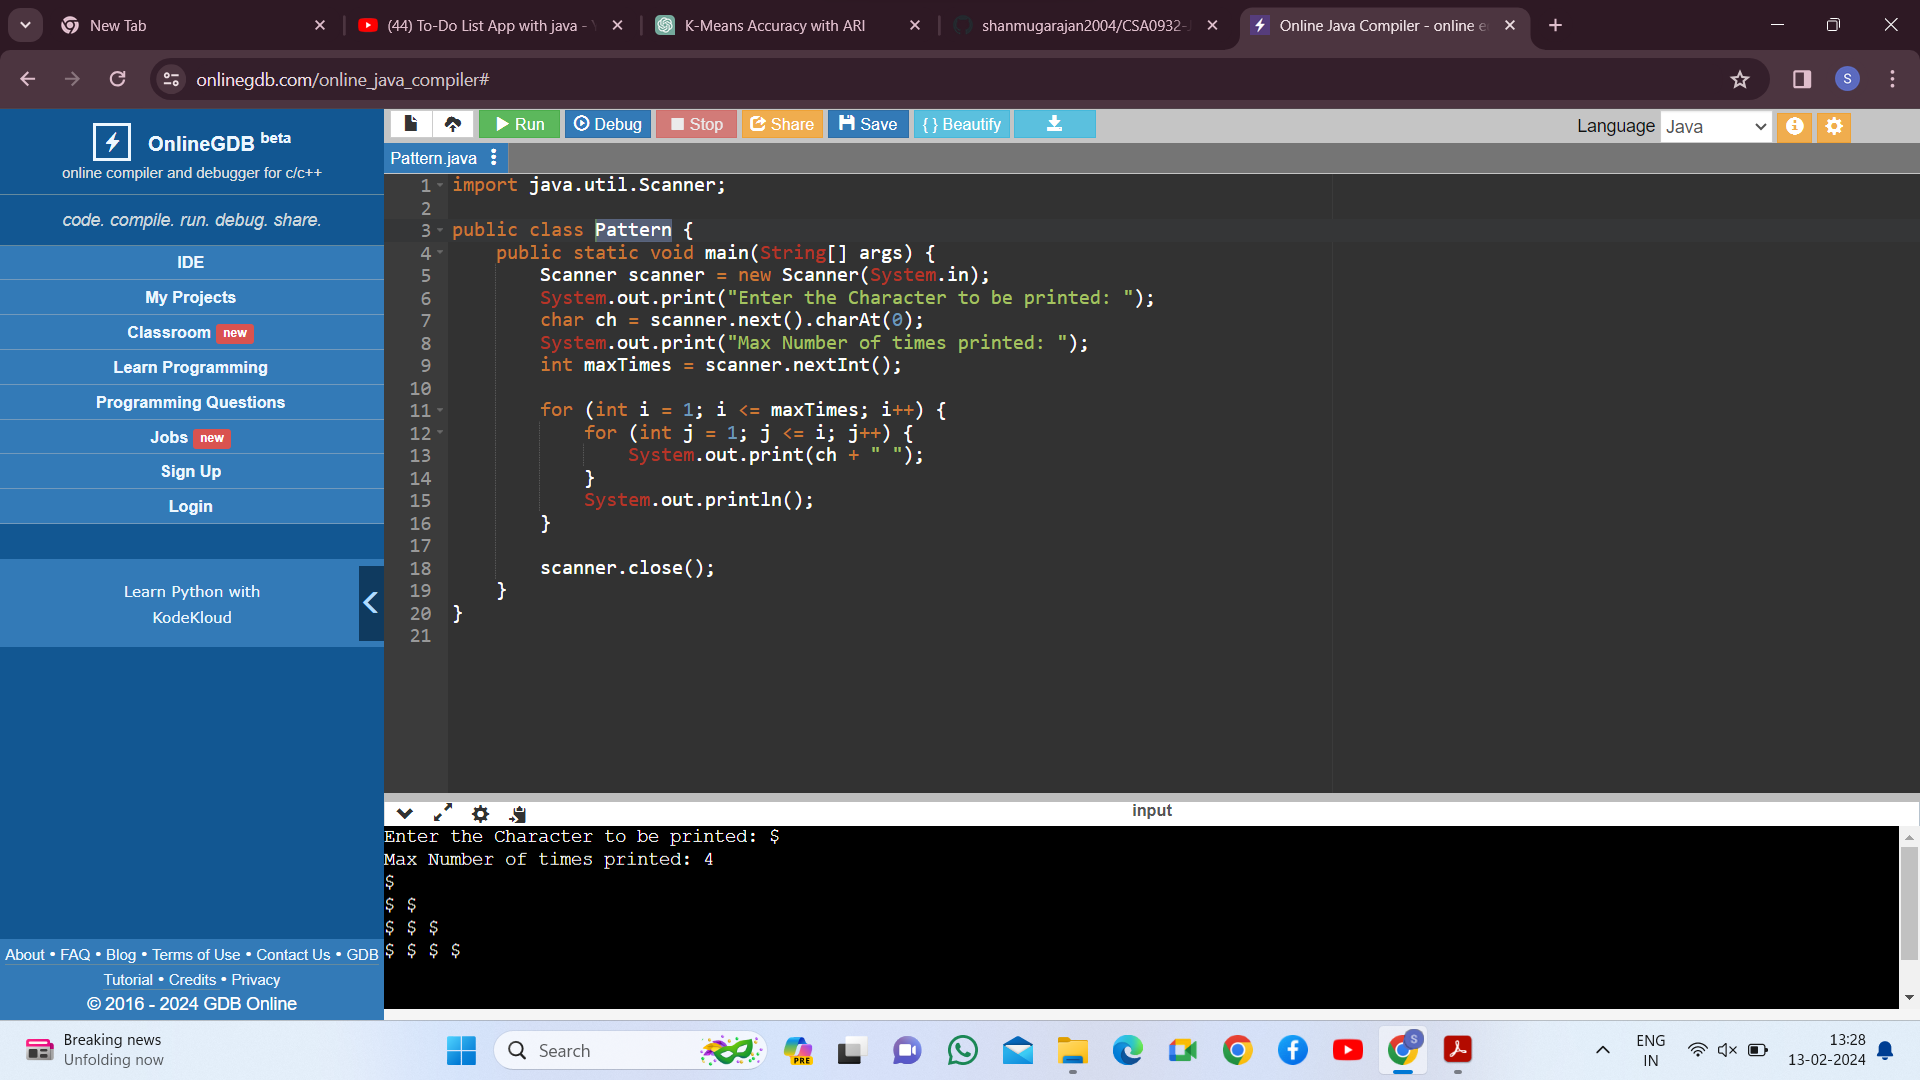 New Tab
(44) To-Do List App with java -
K-Means Accuracy with ARI
shanmugarajan2004/CSA0932-
Online Java Compiler - online e
onlinegdb.com/online_java_compiler#
S
OnlineGDB beta
online compiler and debugger for c/c++
code. compile. run. debug. share.
IDE
My Projects
Classroom new
Learn Programming
Programming Questions
Jobs new
Sign Up
Login
Learn Python with
KodeKloud
About • FAQ • Blog • Terms of Use • Contact Us • GDB
Tutorial • Credits • Privacy
© 2016 - 2024 GDB Online
Run Debug Stop Share Save { } Beautify
Language Java
Pattern.java
1 import java.util.Scanner;
2
3 public class Pattern {
4     public static void main(String[] args) {
5         Scanner scanner = new Scanner(System.in);
6         System.out.print("Enter the Character to be printed: ");
7         char ch = scanner.next().charAt(0);
8         System.out.print("Max Number of times printed: ");
9         int maxTimes = scanner.nextInt();
10
11         for (int i = 1; i <= maxTimes; i++) {
12             for (int j = 1; j <= i; j++) {
13                 System.out.print(ch + " ");
14             }
15             System.out.println();
16         }
17
18         scanner.close();
19     }
20 }
21
input
Enter the Character to be printed: $
Max Number of times printed: 4
$
$ $
$ $ $
$ $ $ $
Breaking news
Unfolding now
Search
PRE
S
ENG
IN
13:28
13-02-2024